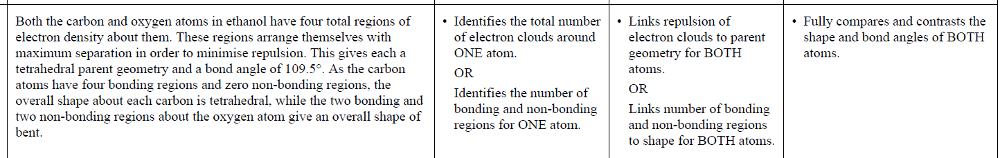 Both the carbon and oxygen atoms in ethanol have four total regions of
electron density about them. These regions arrange themselves with
maximum separation in order to minimise repulsion. This gives each a
tetrahedral parent geometry and a bond angle of 109.5°. As the carbon
atoms have four bonding regions and zero non-bonding regions, the
overall shape about each carbon is tetrahedral, while the two bonding and
two non-bonding regions about the oxygen atom give an overall shape of
bent.
• Identifies the total number
of electron clouds around
ONE atom.
OR
Identifies the number of
bonding and non-bonding
regions for ONE atom.
• Links repulsion of
electron clouds to parent
geometry for BOTH
atoms.
OR
Links number of bonding
and non-bonding regions
to shape for BOTH atoms.
• Fully compares and contrasts the
shape and bond angles of BOTH
atoms.